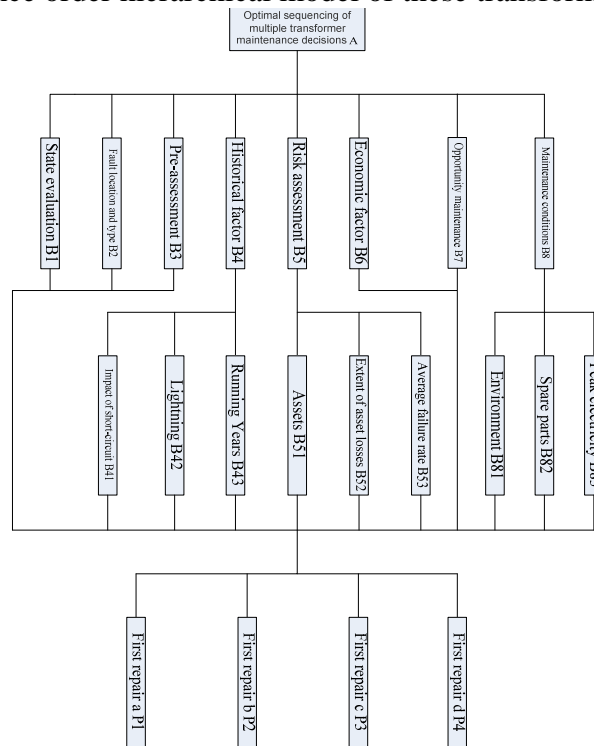 Optimal sequencing of
multiple transformer
maintenance decisions A
State evaluation B1
Fault location and type B2
Pre-assessment B3
Historical factor B4
Risk assessment B5
Economic factor B6
Opportunity maintenance B7
Maintenance conditions B8
Impact of short-circuit B41
Lightning B42
Running Years B43
Assets B51
Extent of asset losses B52
Average failure rate B53
Environment B81
Spare parts B82
First repair a P1
First repair b P2
First repair c P3
First repair d P4